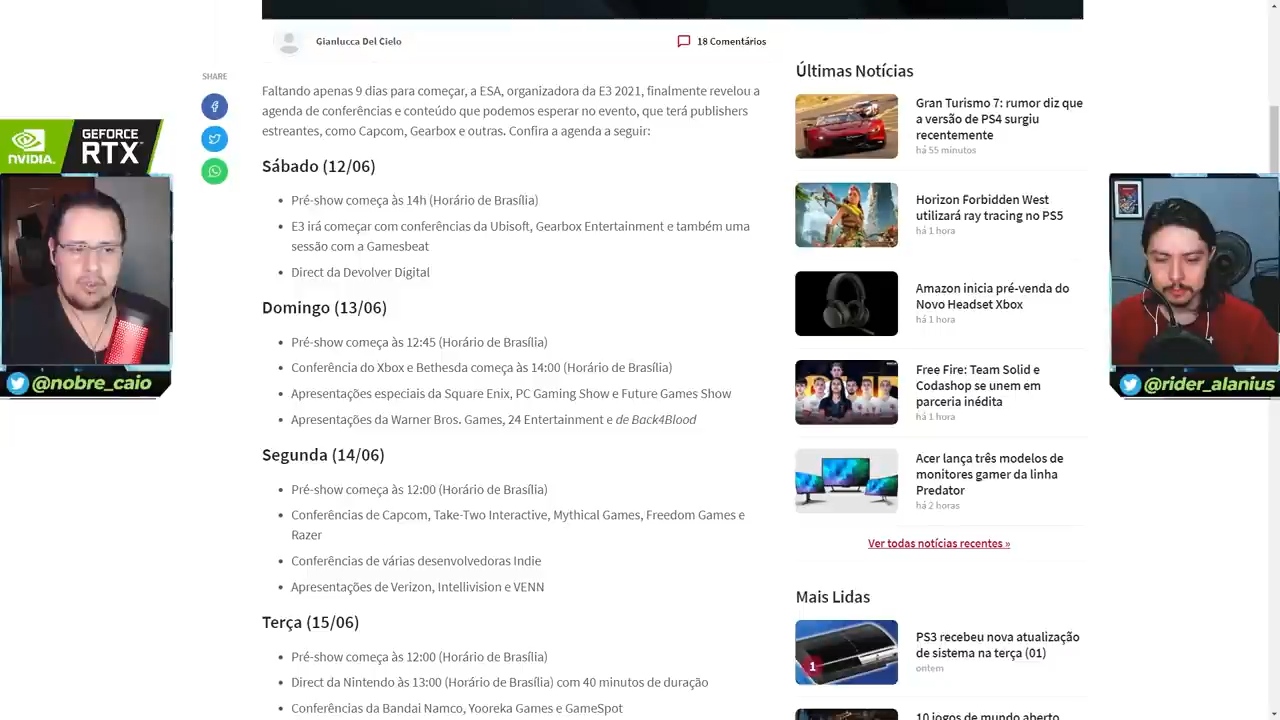 Gianlucca Del Cielo
18 Comentários
SHARE
Faltando apenas 9 dias para começar, a ESA, organizadora da E3 2021, finalmente revelou a
agenda de conferências e conteúdo que podemos esperar no evento, que terá publishers
estreantes, como Capcom, Gearbox e outras. Confira a agenda a seguir:
Sábado (12/06)
Pré-show começa às 14h (Horário de Brasília)
E3 irá começar com conferências da Ubisoft, Gearbox Entertainment e também uma
sessão com a Gamesbeat
Direct da Devolver Digital
Domingo (13/06)
Pré-show começa às 12:45 (Horário de Brasília)
Conferência do Xbox e Bethesda começa às 14:00 (Horário de Brasília)
Apresentações especiais da Square Enix, PC Gaming Show e Future Games Show
Apresentações da Warner Bros. Games, 24 Entertainment e de Back4Blood
Segunda (14/06)
Pré-show começa às 12:00 (Horário de Brasília)
Conferências de Capcom, Take-Two Interactive, Mythical Games, Freedom Games e
Razer
Conferências de várias desenvolvedoras Indie
Apresentações de Verizon, Intellivision e VENN
Terça (15/06)
Pré-show começa às 12:00 (Horário de Brasília)
Direct da Nintendo às 13:00 (Horário de Brasília) com 40 minutos de duração
Conferências da Bandai Namco, Yooreka Games e GameSpot
Últimas Notícias
Gran Turismo 7: rumor diz que
a versão de PS4 surgiu
recentemente
há 55 minutos
Horizon Forbidden West
utilizará ray tracing no PS5
há 1 hora
Amazon inicia pré-venda do
Novo Headset Xbox
há 1 hora
Free Fire: Team Solid e
Codashop se unem em
parceria inédita
há 1 hora
Acer lança três modelos de
monitores gamer da linha
Predator
há 2 horas
Ver todas notícias recentes »
Mais Lidas
1
PS3 recebeu nova atualização
de sistema na terça (01)
ontem
10 jogos de mundo aberto
NVIDIA.
GEFORCE
RTX™
@nobre_caio
@rider_alanius